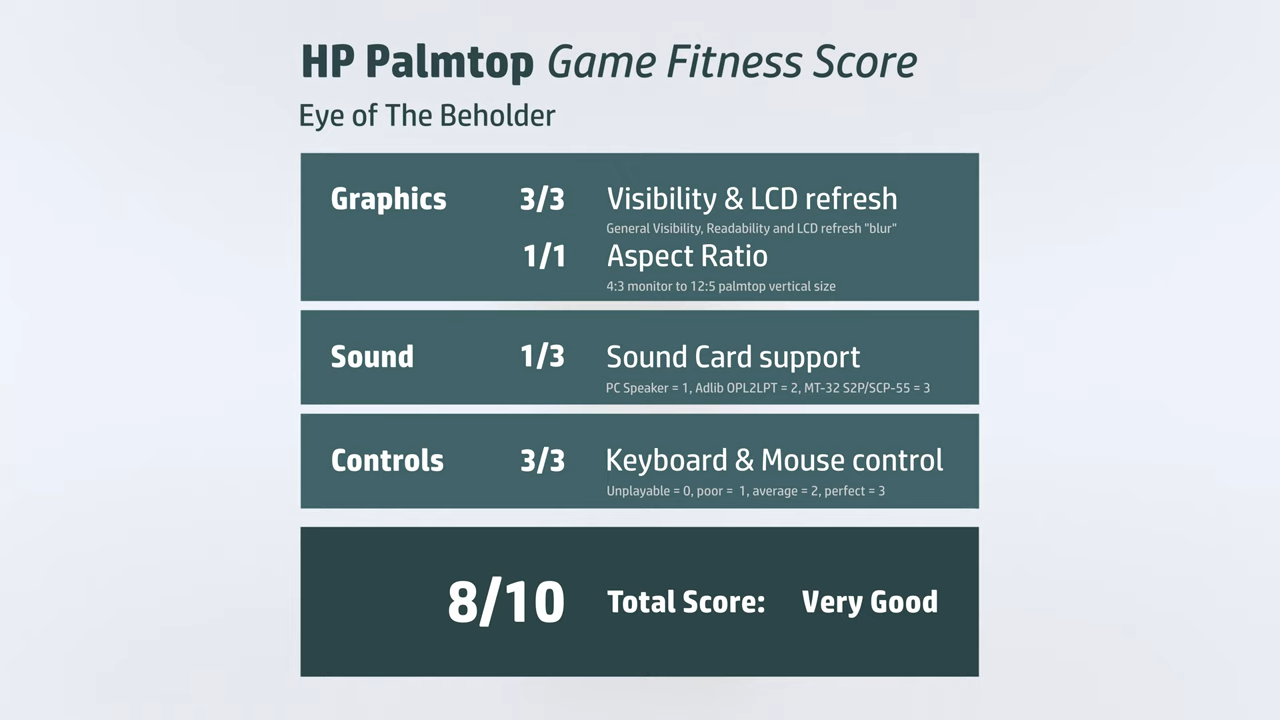 HP Palmtop Game Fitness Score
Eye of The Beholder
Graphics 3/3 Visibility & LCD refresh
General Visibility, Readability and LCD refresh "blur"
1/1 Aspect Ratio
4:3 monitor to 12:5 palmtop vertical size
Sound 1/3 Sound Card support
PC Speaker = 1, Adlib OPL2LPT = 2, MT-32 S2P/SCP-55 = 3
Controls 3/3 Keyboard & Mouse control
Unplayable = 0, poor = 1, average = 2, perfect = 3
8/10 Total Score: Very Good